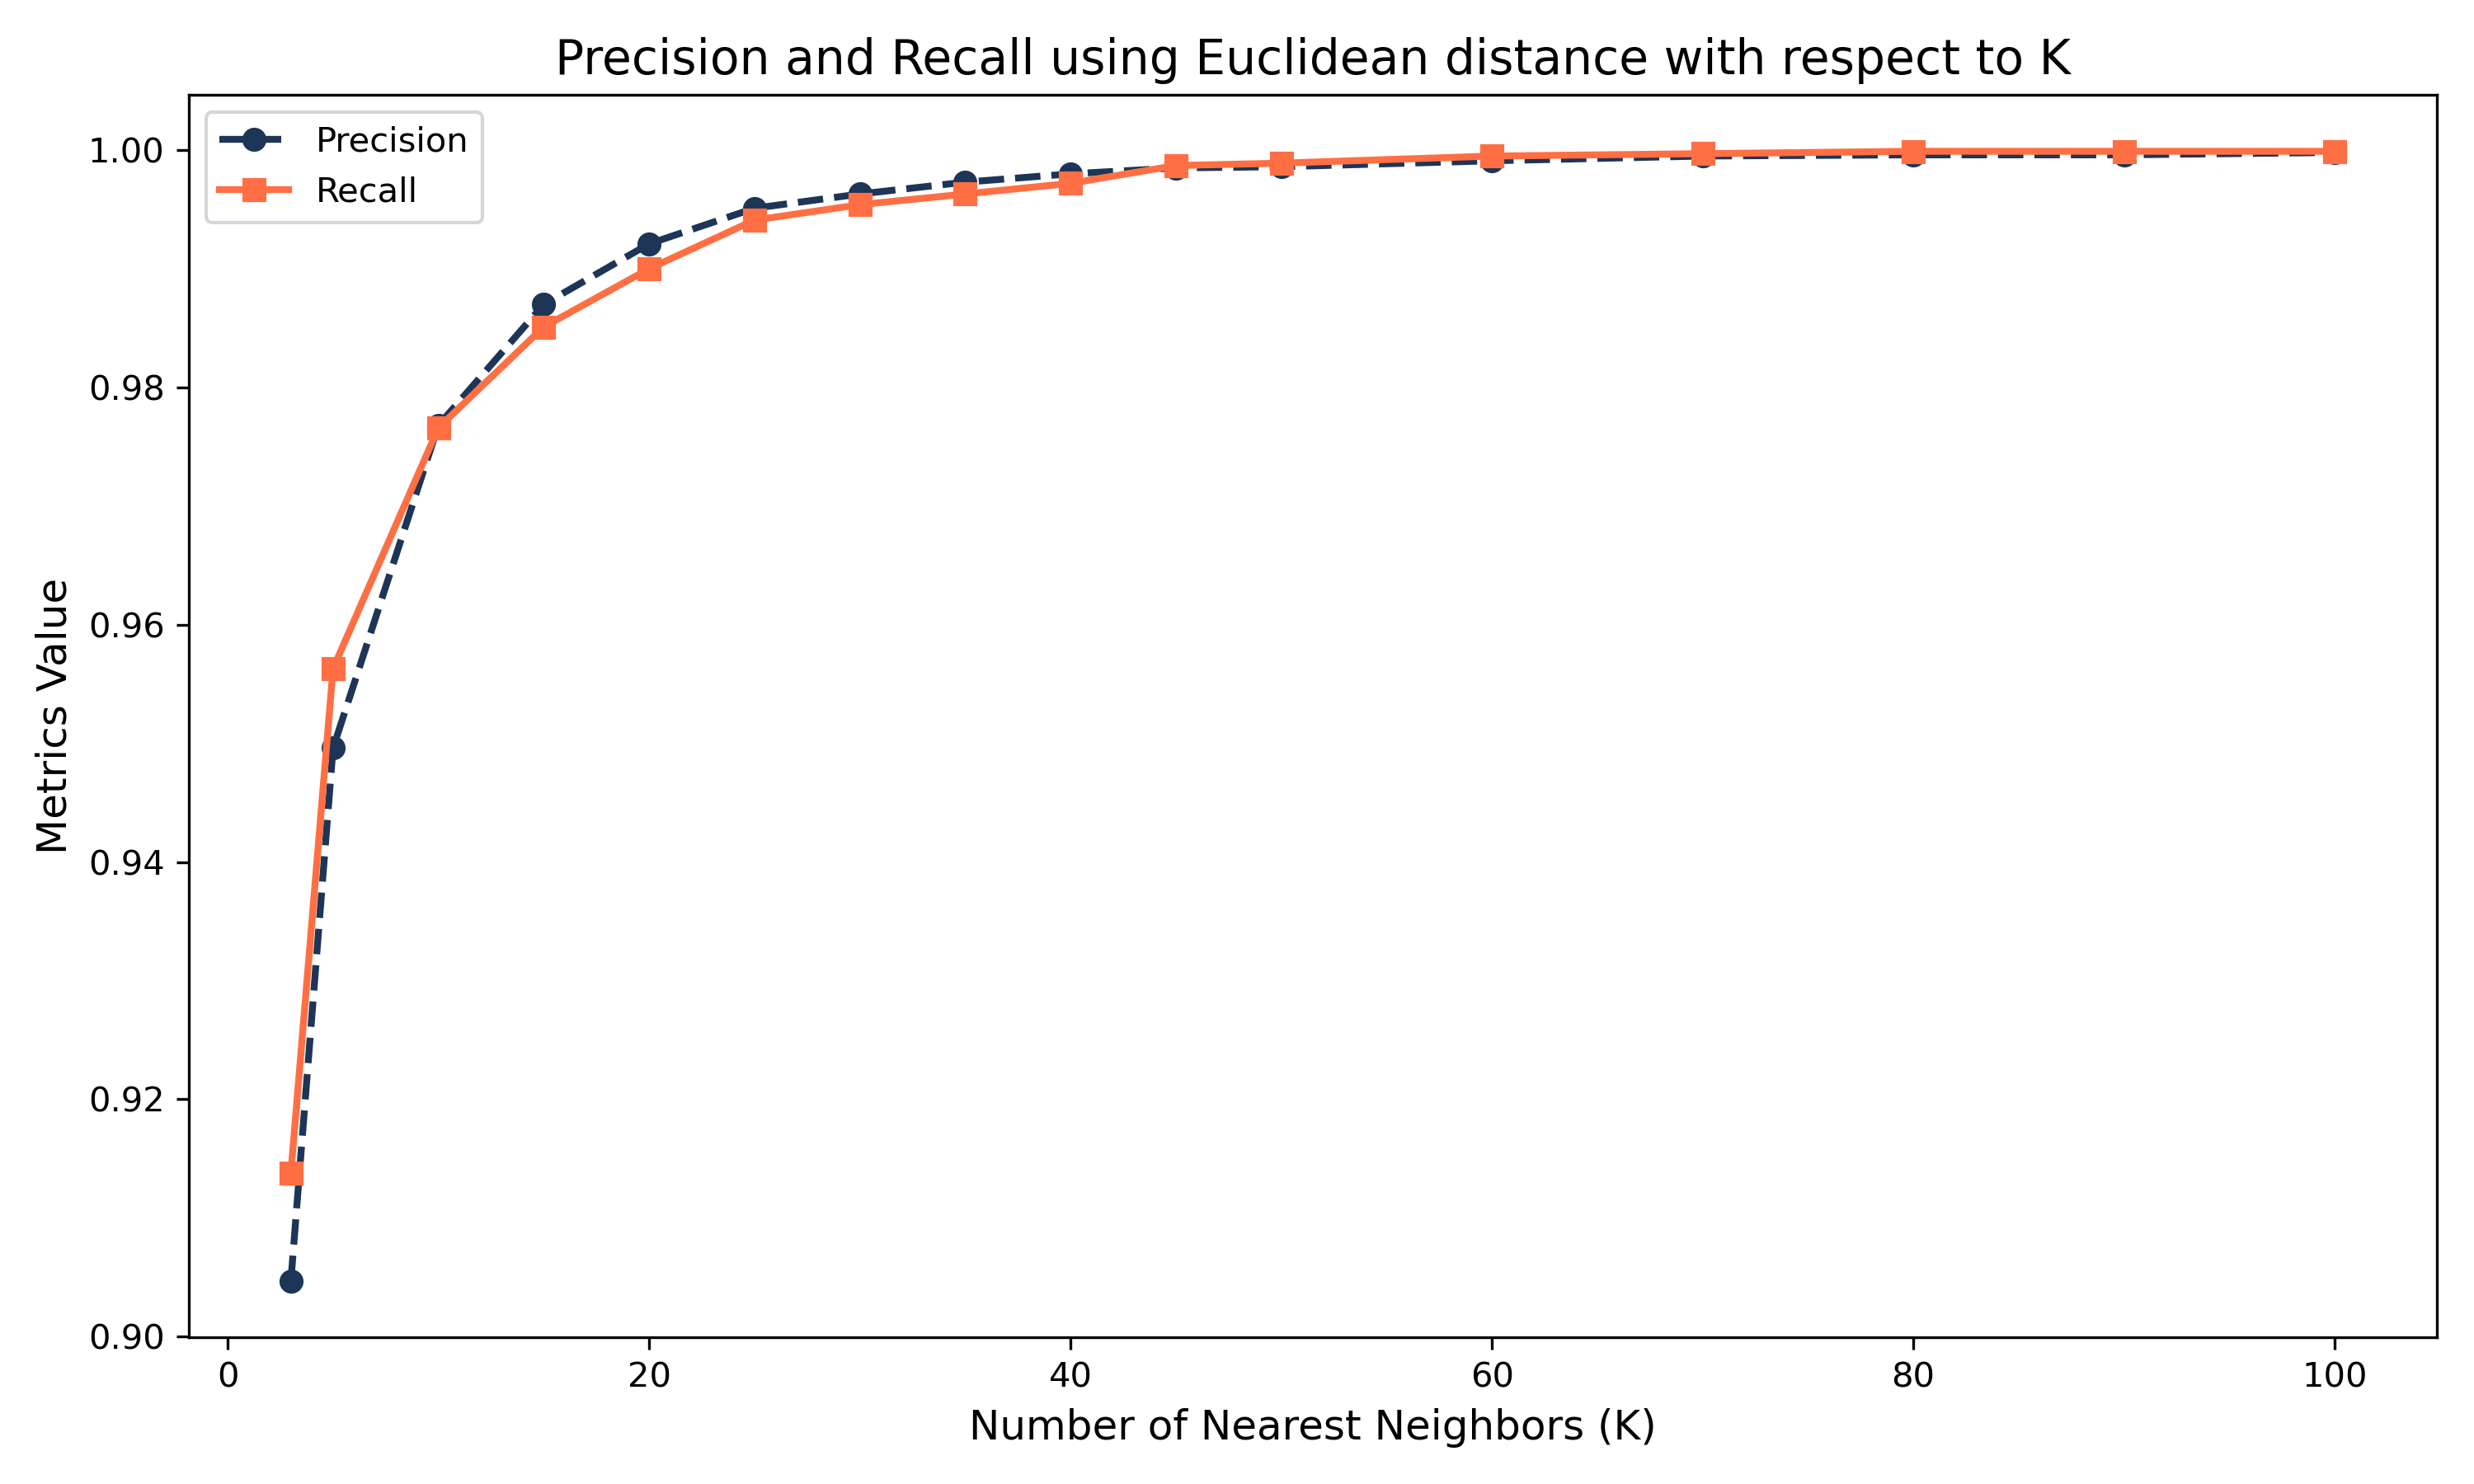 Precision and Recall using Euclidean distance with respect to K
Precision
Recall
1.00
0.98
0.96
0.94
0.92
0.90
Metrics Value
0 20 40 60 80 100
Number of Nearest Neighbors (K)